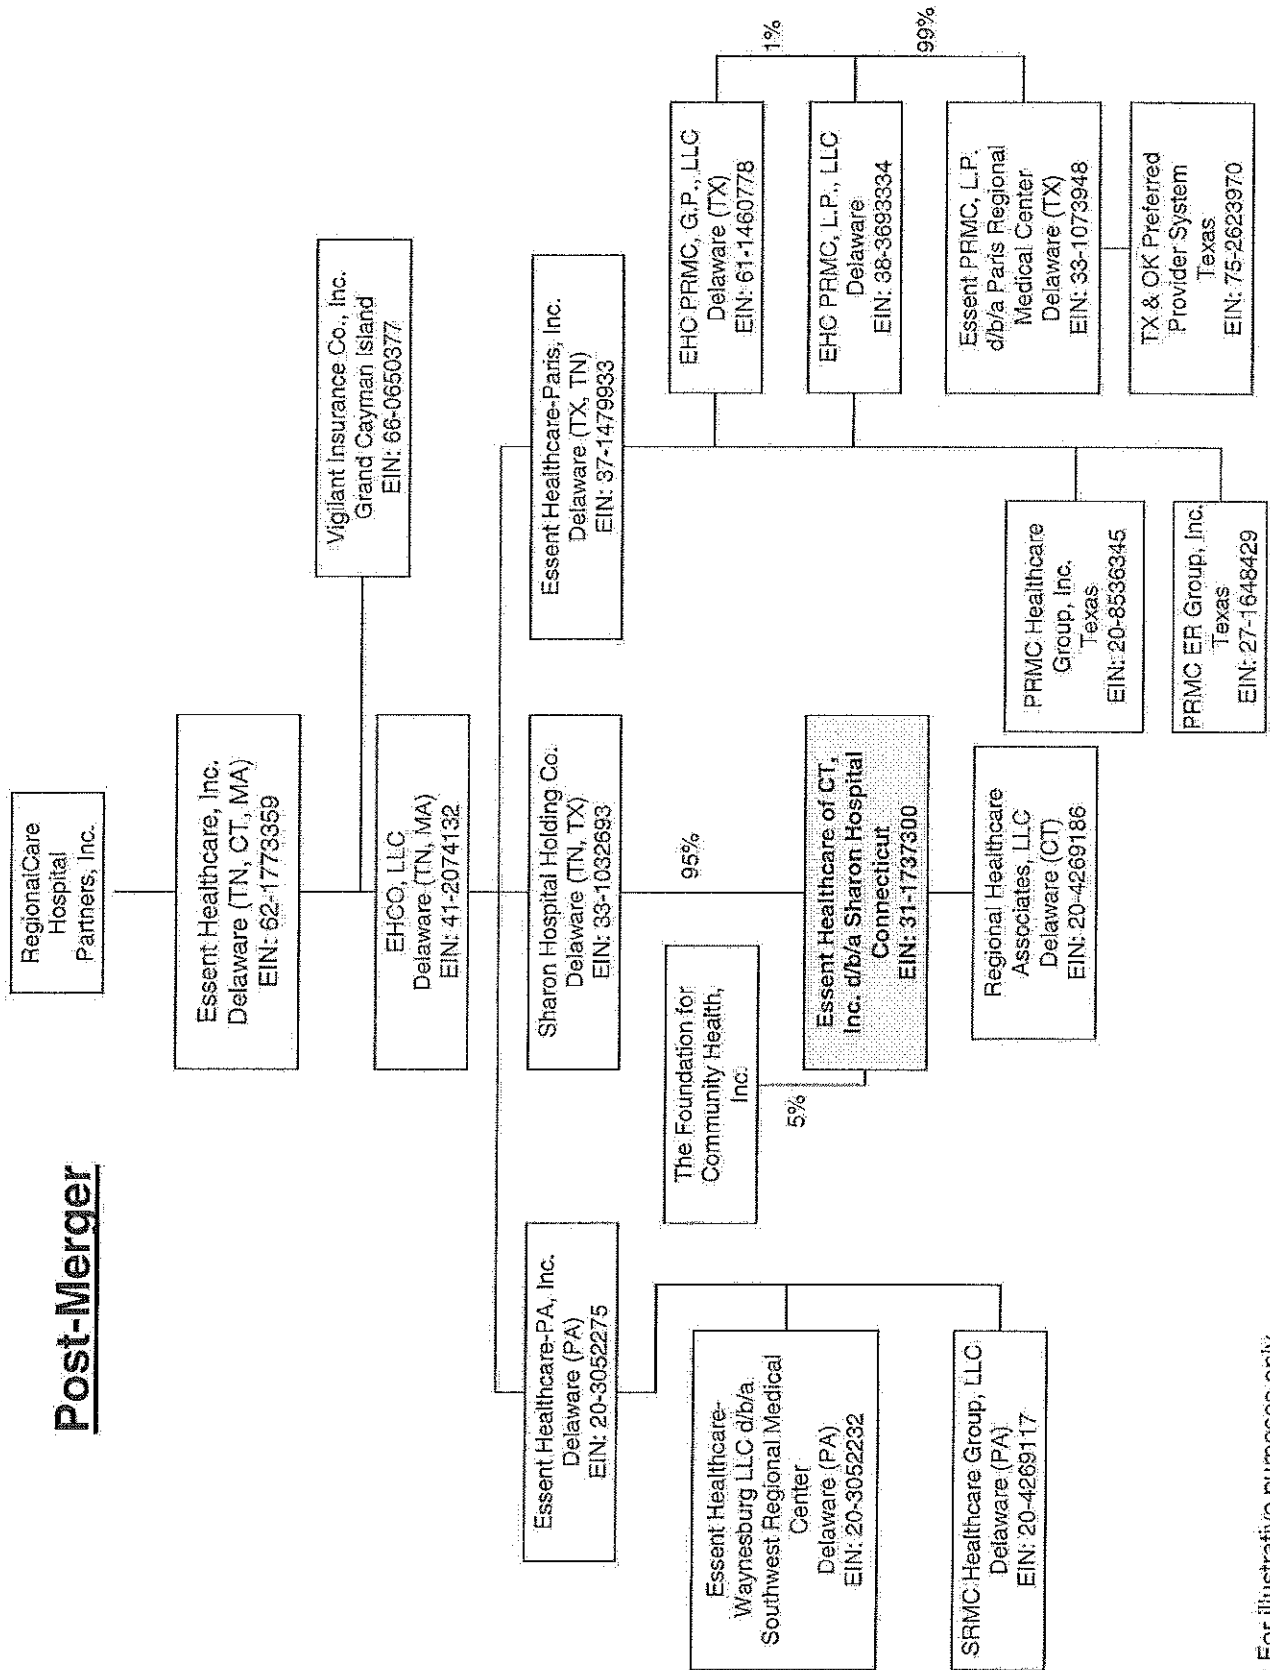 Post-Merger
RegionalCare
Hospital
Partners, Inc.
Essent Healthcare, Inc.
Delaware (TN, CT, MA)
EIN: 62-1773359
Vigilant Insurance Co., Inc.
Grand Cayman Island
EIN: 66-0650377
EHCO, LLC
Delaware (TN, MA)
EIN: 41-2074132
Essent Healthcare-PA, Inc.
Delaware (PA)
EIN: 20-3052275
Sharon Hospital Holding Co.
Delaware (TN, TX)
EIN: 33-1032693
Essent Healthcare-Paris, Inc.
Delaware (TX, TN)
EIN: 37-1479933
Essent Healthcare-
Waynesburg LLC d/b/a
Southwest Regional Medical
Center
Delaware (PA)
EIN: 20-3052232
SRMC Healthcare Group, LLC
Delaware (PA)
EIN: 20-4269117
The Foundation for
Community Health,
Inc.
5%
95%
Essent Healthcare of CT,
Inc. d/b/a Sharon Hospital
Connecticut
EIN: 31-1737300
Regional Healthcare
Associates, LLC
Delaware (CT)
EIN: 20-4269186
EHC PRMC, G.P., LLC
Delaware (TX)
EIN: 61-1460778
1%
EHC PRMC, L.P., LLC
Delaware
EIN: 38-3693334
99%
Essent PRMC, L.P.
d/b/a Paris Regional
Medical Center
Delaware (TX)
EIN: 33-1073948
TX & OK Preferred
Provider System
Texas
EIN: 75-2623970
PRMC Healthcare
Group, Inc.
Texas
EIN: 20-8536345
PRMC ER Group, Inc.
Texas
EIN: 27-1648429
For illustrative purposes only